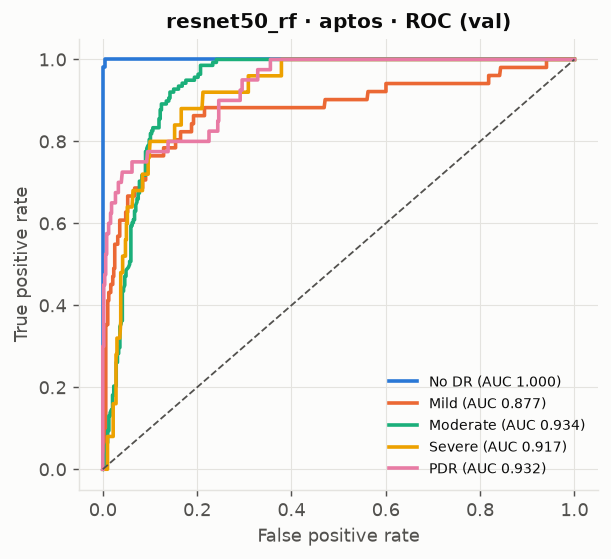 resnet50_rf · aptos · ROC (val)
True positive rate
1.0
0.8
0.6
0.4
0.2
0.0
No DR (AUC 1.000)
Mild (AUC 0.877)
Moderate (AUC 0.934)
Severe (AUC 0.917)
PDR (AUC 0.932)
0.0 0.2 0.4 0.6 0.8 1.0
False positive rate